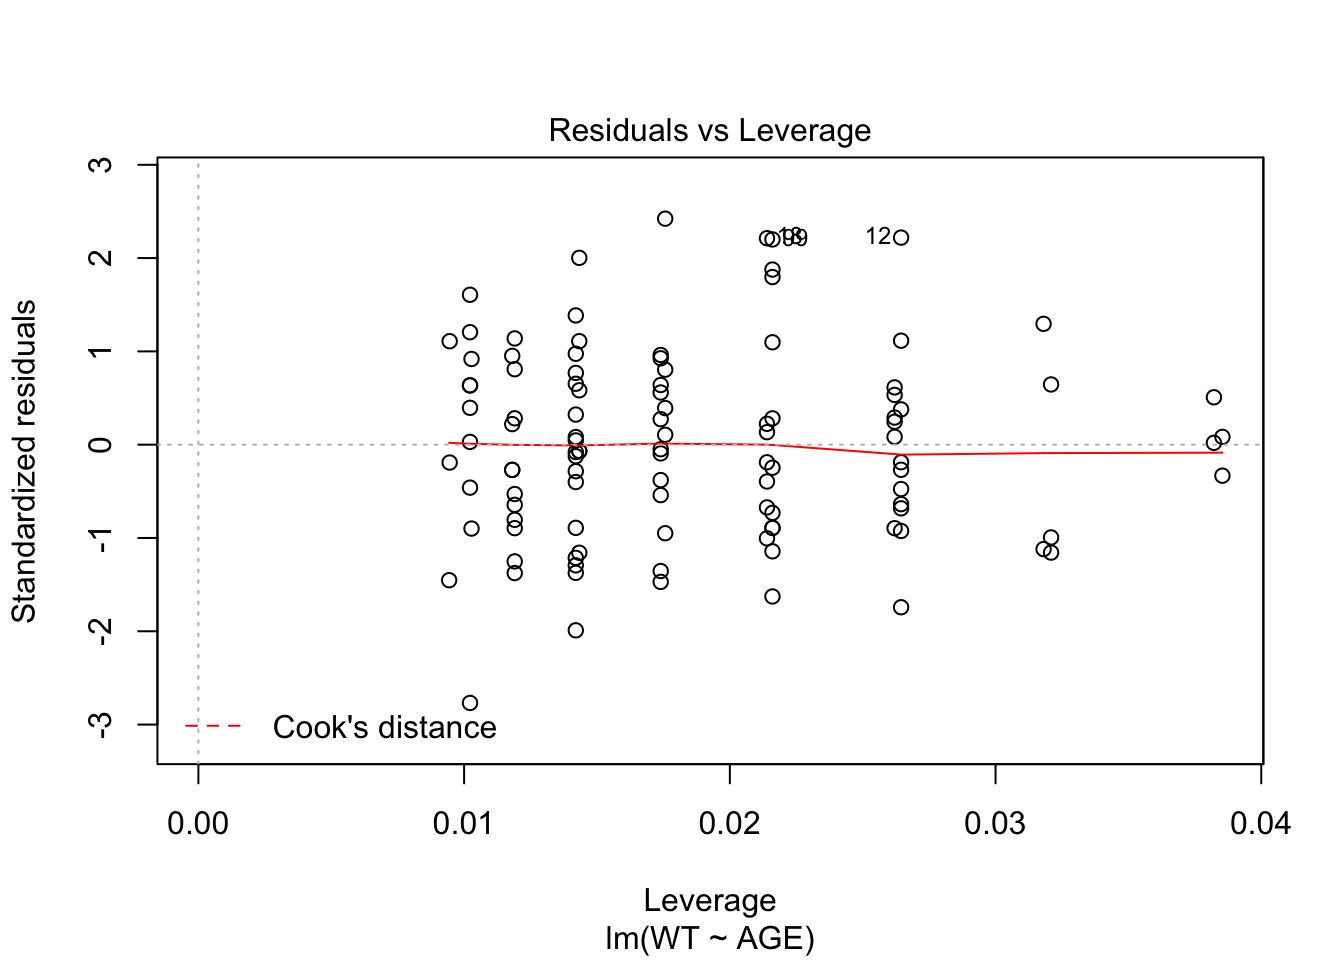 Residuals vs Leverage
Standardized residuals
3
2
1
0
-1
-2
-3
12
Cook's distance
0.00 0.01 0.02 0.03 0.04
Leverage
lm(WT ~ AGE)